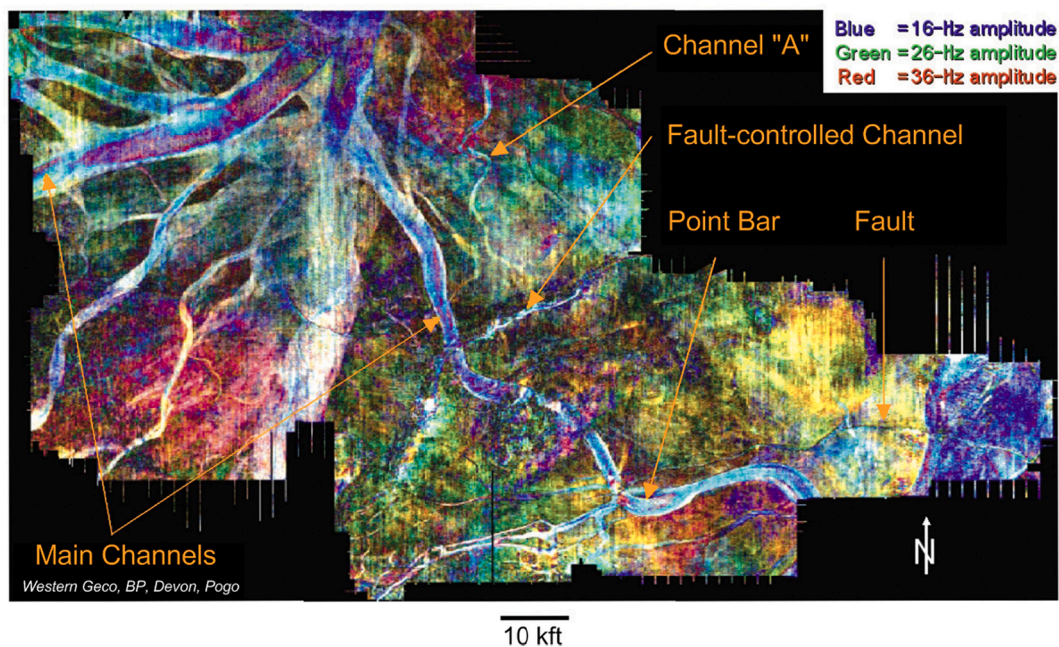 Channel "A"
Blue = 16-Hz amplitude
Green = 26-Hz amplitude
Red = 36-Hz amplitude
Fault-controlled Channel
Point Bar
Fault
Main Channels
Western Geco, BP, Devon, Pogo
N
10 kft